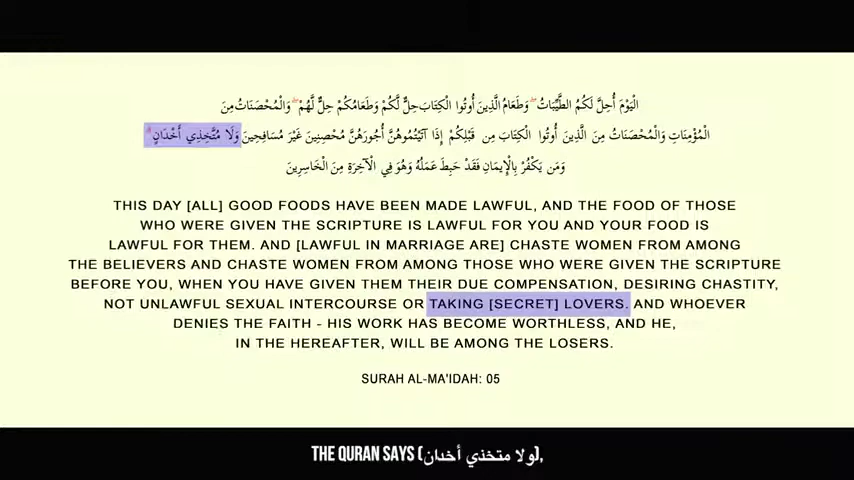 الْيَوْمَ أُحِلَّ لَكُمُ الطَّيِّبَاتُ ۖ وَطَعَامُ الَّذِينَ أُوتُوا الْكِتَابَ حِلٌّ لَّكُمْ وَطَعَامُكُمْ حِلٌّ لَّهُمْ ۖ وَالْمُحْصَنَاتُ مِنَ
الْمُؤْمِنَاتِ وَالْمُحْصَنَاتُ مِنَ الَّذِينَ أُوتُوا الْكِتَابَ مِن قَبْلِكُمْ إِذَا آتَيْتُمُوهُنَّ أُجُورَهُنَّ مُحْصِنِينَ غَيْرَ مُسَافِحِينَ وَلَا مُتَّخِذِي أَخْدَانٍ ۗ
وَمَن يَكْفُرْ بِالْإِيمَانِ فَقَدْ حَبِطَ عَمَلُهُ وَهُوَ فِي الْآخِرَةِ مِنَ الْخَاسِرِينَ
THIS DAY [ALL] GOOD FOODS HAVE BEEN MADE LAWFUL, AND THE FOOD OF THOSE
WHO WERE GIVEN THE SCRIPTURE IS LAWFUL FOR YOU AND YOUR FOOD IS
LAWFUL FOR THEM. AND [LAWFUL IN MARRIAGE ARE] CHASTE WOMEN FROM AMONG
THE BELIEVERS AND CHASTE WOMEN FROM AMONG THOSE WHO WERE GIVEN THE SCRIPTURE
BEFORE YOU, WHEN YOU HAVE GIVEN THEM THEIR DUE COMPENSATION, DESIRING CHASTITY,
NOT UNLAWFUL SEXUAL INTERCOURSE OR TAKING [SECRET] LOVERS. AND WHOEVER
DENIES THE FAITH - HIS WORK HAS BECOME WORTHLESS, AND HE,
IN THE HEREAFTER, WILL BE AMONG THE LOSERS.
SURAH AL-MA'IDAH: 05
THE QURAN SAYS (ولا متخذي أخدان),